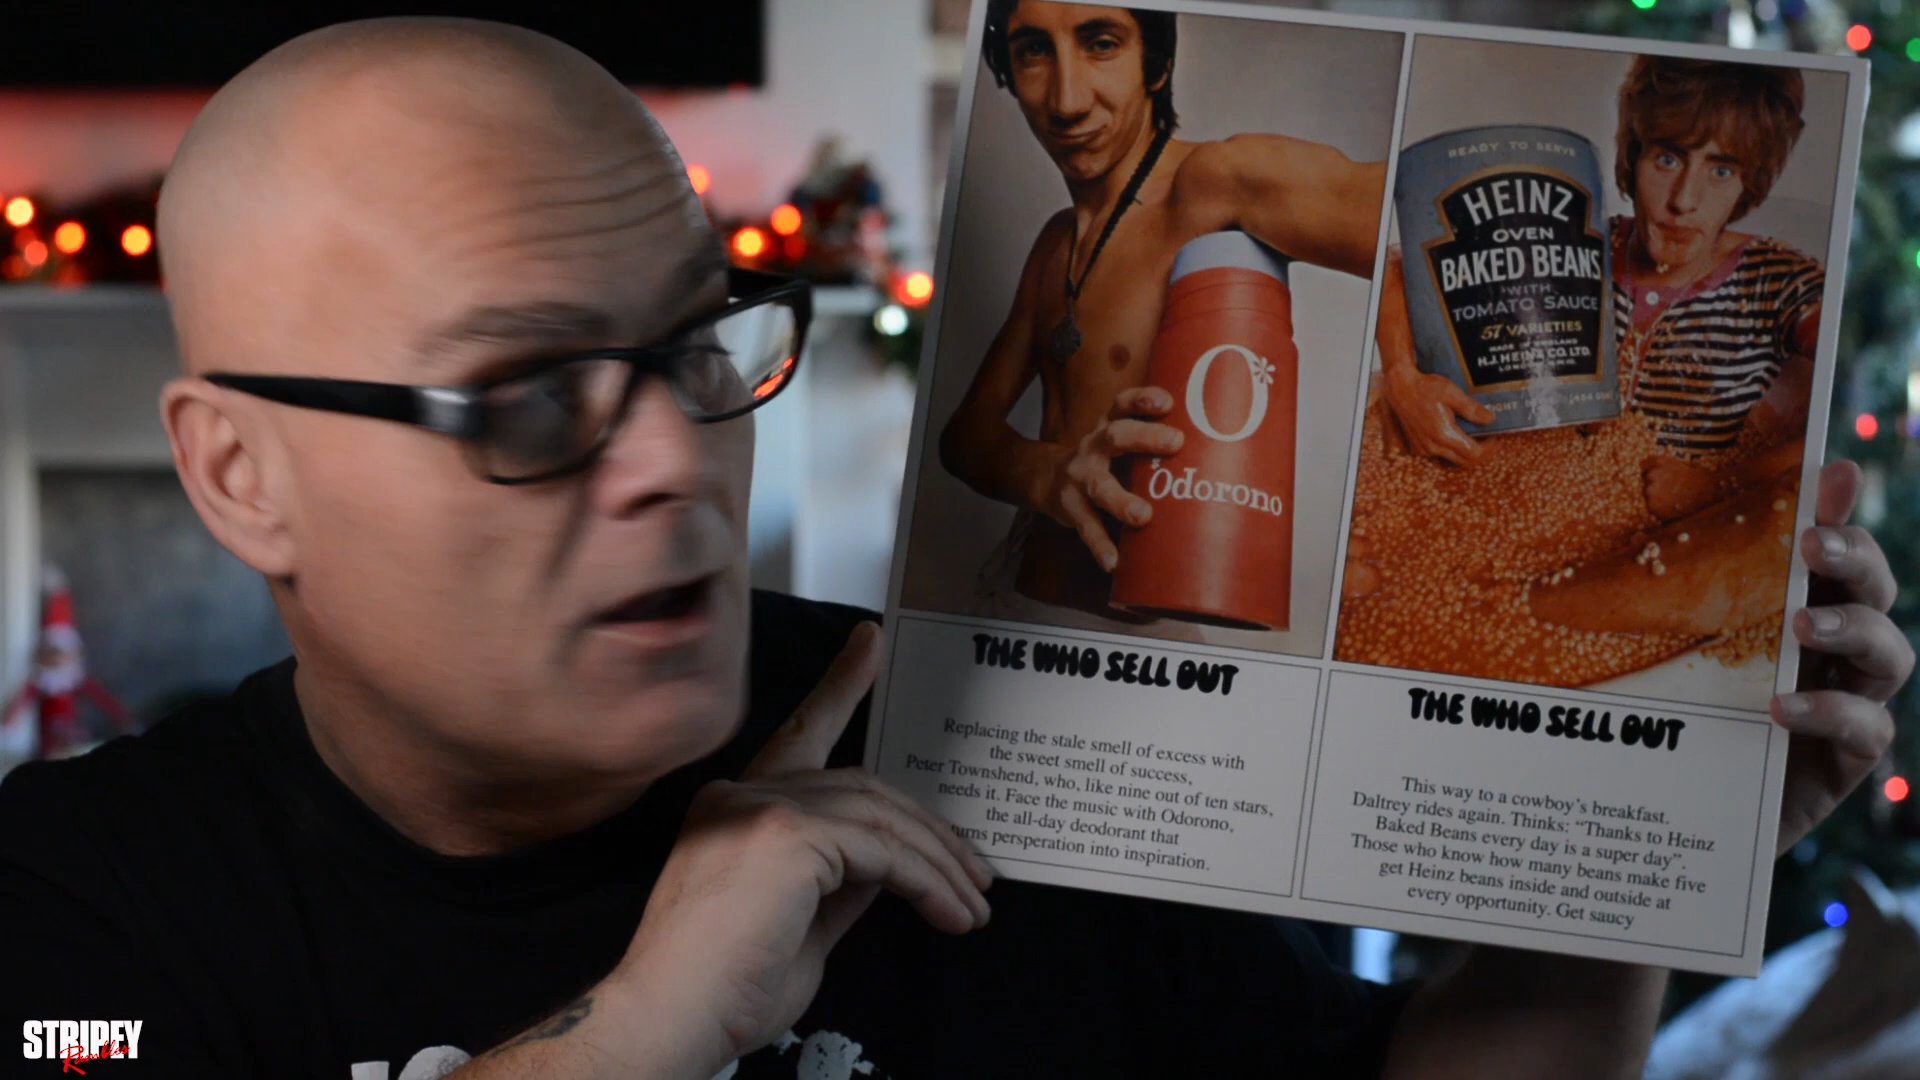 READY TO SERVE
HEINZ
OVEN
BAKED BEANS
WITH
TOMATO SAUCE
57 VARIETIES
MADE IN ENGLAND
H.J. HEINZ CO. LTD.
O*
Odorono
THE WHO SELL OUT
Replacing the stale smell of excess with
the sweet smell of success,
Peter Townshend, who, like nine out of ten stars,
needs it. Face the music with Odorono,
the all-day deodorant that
persperation into inspiration.
THE WHO SELL OUT
This way to a cowboy's breakfast.
Daltrey rides again. Thinks: “Thanks to Heinz
Baked Beans every day is a super day”.
Those who know how many beans make five
get Heinz beans inside and outside at
every opportunity. Get saucy
STRIPEY
Rambles